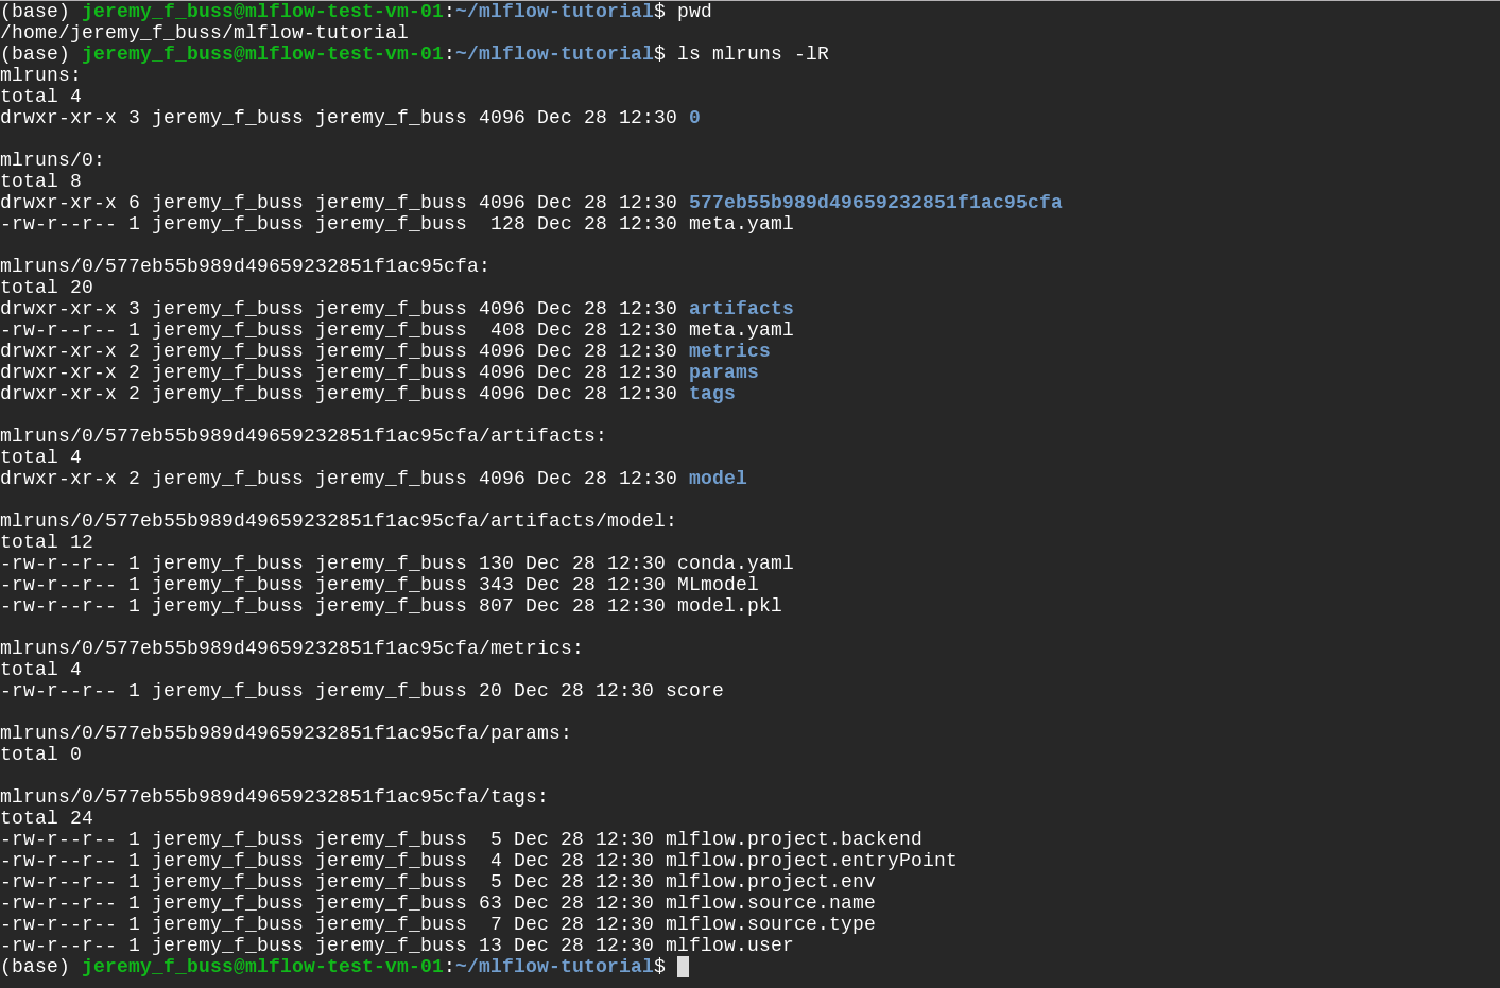 (base) jeremy_f_buss@mlflow-test-vm-01:~/mlflow-tutorial$ pwd
/home/jeremy_f_buss/mlflow-tutorial
(base) jeremy_f_buss@mlflow-test-vm-01:~/mlflow-tutorial$ ls mlruns -lR
mlruns:
total 4
drwxr-xr-x 3 jeremy_f_buss jeremy_f_buss 4096 Dec 28 12:30 0

mlruns/0:
total 8
drwxr-xr-x 6 jeremy_f_buss jeremy_f_buss 4096 Dec 28 12:30 577eb55b989d49659232851f1ac95cfa
-rw-r--r-- 1 jeremy_f_buss jeremy_f_buss  128 Dec 28 12:30 meta.yaml

mlruns/0/577eb55b989d49659232851f1ac95cfa:
total 20
drwxr-xr-x 3 jeremy_f_buss jeremy_f_buss 4096 Dec 28 12:30 artifacts
-rw-r--r-- 1 jeremy_f_buss jeremy_f_buss  408 Dec 28 12:30 meta.yaml
drwxr-xr-x 2 jeremy_f_buss jeremy_f_buss 4096 Dec 28 12:30 metrics
drwxr-xr-x 2 jeremy_f_buss jeremy_f_buss 4096 Dec 28 12:30 params
drwxr-xr-x 2 jeremy_f_buss jeremy_f_buss 4096 Dec 28 12:30 tags

mlruns/0/577eb55b989d49659232851f1ac95cfa/artifacts:
total 4
drwxr-xr-x 2 jeremy_f_buss jeremy_f_buss 4096 Dec 28 12:30 model

mlruns/0/577eb55b989d49659232851f1ac95cfa/artifacts/model:
total 12
-rw-r--r-- 1 jeremy_f_buss jeremy_f_buss 130 Dec 28 12:30 conda.yaml
-rw-r--r-- 1 jeremy_f_buss jeremy_f_buss 343 Dec 28 12:30 MLmodel
-rw-r--r-- 1 jeremy_f_buss jeremy_f_buss 807 Dec 28 12:30 model.pkl

mlruns/0/577eb55b989d49659232851f1ac95cfa/metrics:
total 4
-rw-r--r-- 1 jeremy_f_buss jeremy_f_buss 20 Dec 28 12:30 score

mlruns/0/577eb55b989d49659232851f1ac95cfa/params:
total 0

mlruns/0/577eb55b989d49659232851f1ac95cfa/tags:
total 24
-rw-r--r-- 1 jeremy_f_buss jeremy_f_buss  5 Dec 28 12:30 mlflow.project.backend
-rw-r--r-- 1 jeremy_f_buss jeremy_f_buss  4 Dec 28 12:30 mlflow.project.entryPoint
-rw-r--r-- 1 jeremy_f_buss jeremy_f_buss  5 Dec 28 12:30 mlflow.project.env
-rw-r--r-- 1 jeremy_f_buss jeremy_f_buss 63 Dec 28 12:30 mlflow.source.name
-rw-r--r-- 1 jeremy_f_buss jeremy_f_buss  7 Dec 28 12:30 mlflow.source.type
-rw-r--r-- 1 jeremy_f_buss jeremy_f_buss 13 Dec 28 12:30 mlflow.user
(base) jeremy_f_buss@mlflow-test-vm-01:~/mlflow-tutorial$